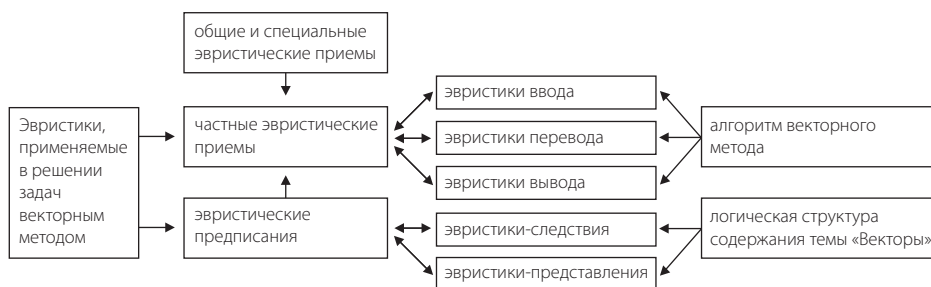 общие и специальные
эвристические приемы
Эвристики,
применяемые
в решении
задач
векторным
методом
частные эвристические
приемы
эвристические
предписания
эвристики ввода
эвристики перевода
эвристики вывода
эвристики-следствия
эвристики-представления
алгоритм векторного
метода
логическая структура
содержания темы «Векторы»